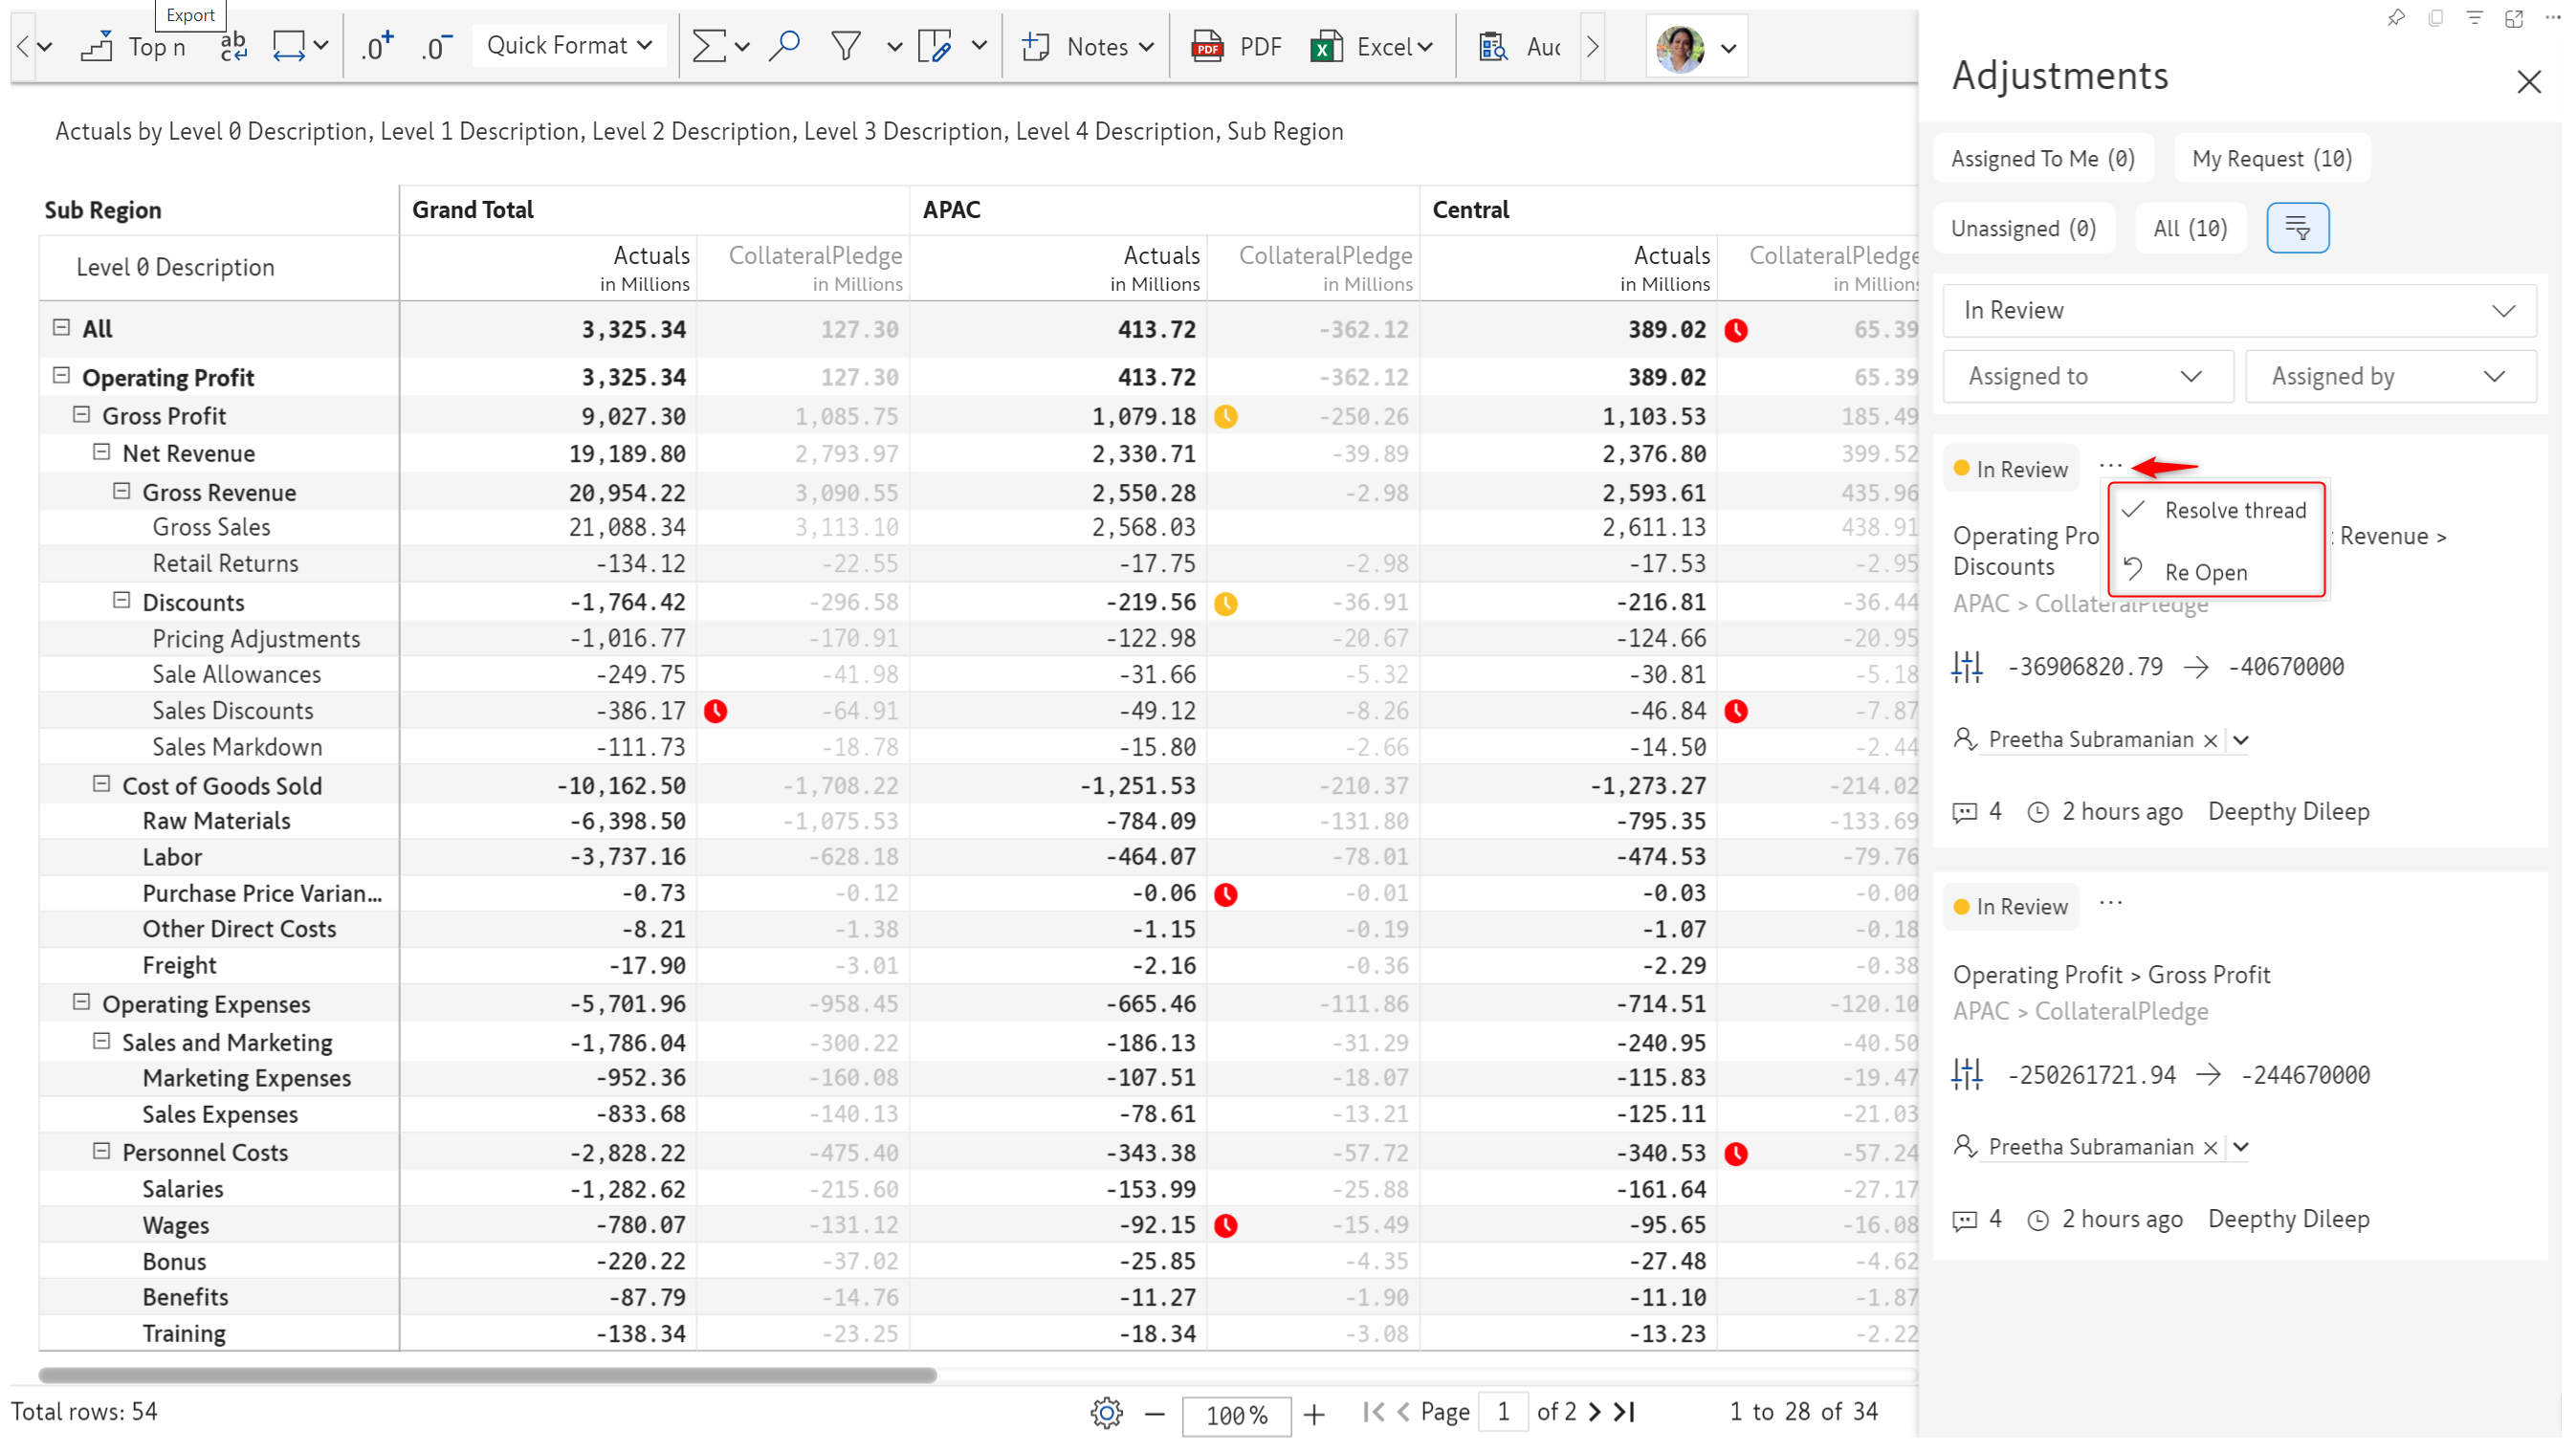 Export
Top n
ab
c
.0+
.0−
Quick Format
Notes
PDF
PDF
X
Excel
Auc
Actuals by Level 0 Description, Level 1 Description, Level 2 Description, Level 3 Description, Level 4 Description, Sub Region
Sub Region Grand Total APAC Central
Level 0 Description Actuals CollateralPledge Actuals CollateralPledge Actuals CollateralPledge
in Millions in Millions in Millions in Millions in Millions in Millions
All 3,325.34 127.30 413.72 -362.12 389.02 65.39
Operating Profit 3,325.34 127.30 413.72 -362.12 389.02 65.39
Gross Profit 9,027.30 1,085.75 1,079.18 -250.26 1,103.53 185.49
Net Revenue 19,189.80 2,793.97 2,330.71 -39.89 2,376.80 399.52
Gross Revenue 20,954.22 3,090.55 2,550.28 -2.98 2,593.61 435.96
Gross Sales 21,088.34 3,113.10 2,568.03 2,611.13 438.91
Retail Returns -134.12 -22.55 -17.75 -2.98 -17.53 -2.95
Discounts -1,764.42 -296.58 -219.56 -36.91 -216.81 -36.44
Pricing Adjustments -1,016.77 -170.91 -122.98 -20.67 -124.66 -20.95
Sale Allowances -249.75 -41.98 -31.66 -5.32 -30.81 -5.18
Sales Discounts -386.17 -64.91 -49.12 -8.26 -46.84 -7.87
Sales Markdown -111.73 -18.78 -15.80 -2.66 -14.50 -2.44
Cost of Goods Sold -10,162.50 -1,708.22 -1,251.53 -210.37 -1,273.27 -214.02
Raw Materials -6,398.50 -1,075.53 -784.09 -131.80 -795.35 -133.69
Labor -3,737.16 -628.18 -464.07 -78.01 -474.53 -79.76
Purchase Price Varian... -0.73 -0.12 -0.06 -0.01 -0.03 -0.00
Other Direct Costs -8.21 -1.38 -1.15 -0.19 -1.07 -0.18
Freight -17.90 -3.01 -2.16 -0.36 -2.29 -0.38
Operating Expenses -5,701.96 -958.45 -665.46 -111.86 -714.51 -120.10
Sales and Marketing -1,786.04 -300.22 -186.13 -31.29 -240.95 -40.50
Marketing Expenses -952.36 -160.08 -107.51 -18.07 -115.83 -19.47
Sales Expenses -833.68 -140.13 -78.61 -13.21 -125.11 -21.03
Personnel Costs -2,828.22 -475.40 -343.38 -57.72 -340.53 -57.24
Salaries -1,282.62 -215.60 -153.99 -25.88 -161.64 -27.17
Wages -780.07 -131.12 -92.15 -15.49 -95.65 -16.08
Bonus -220.22 -37.02 -25.85 -4.35 -27.48 -4.62
Benefits -87.79 -14.76 -11.27 -1.90 -11.10 -1.87
Training -138.34 -23.25 -18.34 -3.08 -13.23 -2.22
Total rows: 54
100%
Page 1 of 2
1 to 28 of 34
Adjustments
Assigned To Me (0) My Request (10)
Unassigned (0) All (10)
In Review
Assigned to Assigned by
In Review ...
Resolve thread
Re Open
Operating Pro : Revenue >
Discounts
APAC > CollateralPledge
-36906820.79 → -40670000
Preetha Subramanian
4 2 hours ago Deepthy Dileep
In Review ...
Operating Profit > Gross Profit
APAC > CollateralPledge
-250261721.94 → -244670000
Preetha Subramanian
4 2 hours ago Deepthy Dileep